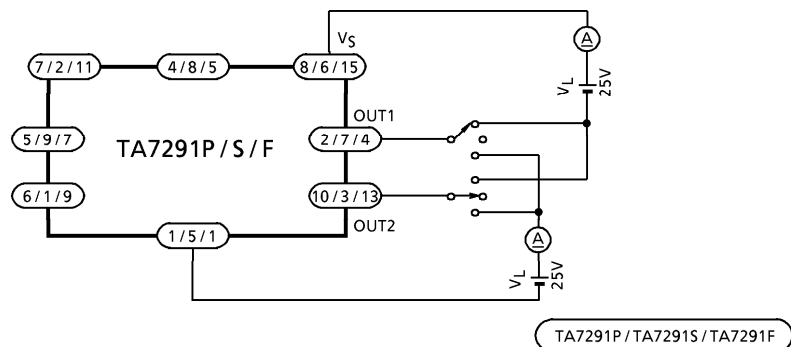 VS
A
7/2/11
4/8/5
8/6/15
VL
25V
OUT1
5/9/7
TA7291P/S/F
2/7/4
6/1/9
10/3/13
OUT2
1/5/1
A
VL
25V
TA7291P/TA7291S/TA7291F